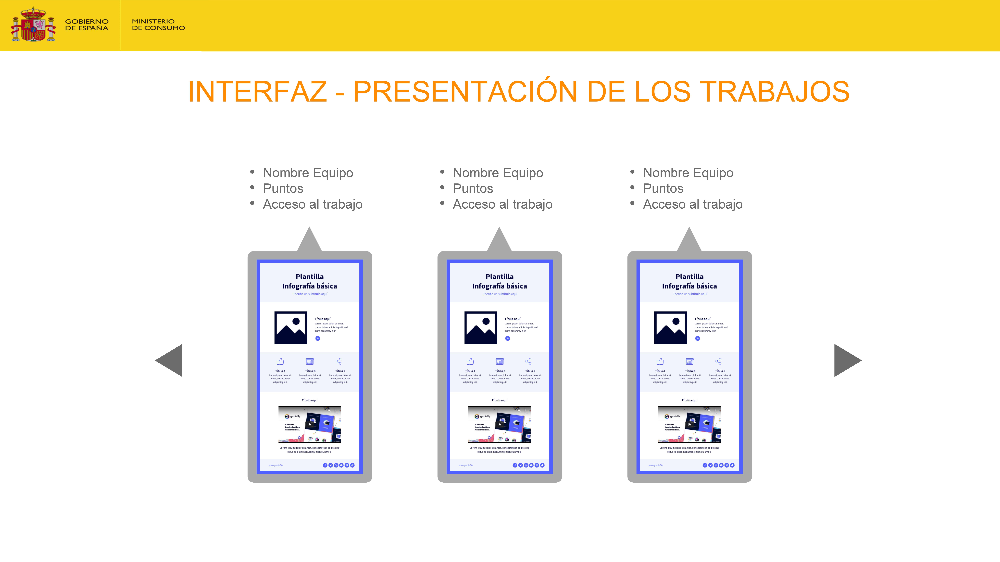 GOBIERNO
DE ESPAÑA
MINISTERIO
DE CONSUMO
INTERFAZ - PRESENTACIÓN DE LOS TRABAJOS
• Nombre Equipo
• Puntos
• Acceso al trabajo
• Nombre Equipo
• Puntos
• Acceso al trabajo
• Nombre Equipo
• Puntos
• Acceso al trabajo
Plantilla
Infografía básica
Escribe un subtítulo aquí
Título aquí
Lorem ipsum dolor sit amet,
consectetuer adipiscing elit, sed
diam nonummy nibh
Título A
Lorem ipsum dolor sit
amet, consectetuer
adipiscing elit.
Título B
Lorem ipsum dolor sit
amet, consectetuer
adipiscing elit.
Título C
Lorem ipsum dolor sit
amet, consectetuer
adipiscing elit.
Título aquí
genially
A new era.
Inspired actions
Awesome ideas.
Lorem ipsum dolor sit amet, consectetuer adipiscing
elit, sed diam nonummy nibh euismod
www.genial.ly
Plantilla
Infografía básica
Escribe un subtítulo aquí
Título aquí
Lorem ipsum dolor sit amet,
consectetuer adipiscing elit, sed
diam nonummy nibh
Título A
Lorem ipsum dolor sit
amet, consectetuer
adipiscing elit.
Título B
Lorem ipsum dolor sit
amet, consectetuer
adipiscing elit.
Título C
Lorem ipsum dolor sit
amet, consectetuer
adipiscing elit.
Título aquí
genially
A new era.
Inspired actions
Awesome ideas.
Lorem ipsum dolor sit amet, consectetuer adipiscing
elit, sed diam nonummy nibh euismod
www.genial.ly
Plantilla
Infografía básica
Escribe un subtítulo aquí
Título aquí
Lorem ipsum dolor sit amet,
consectetuer adipiscing elit, sed
diam nonummy nibh
Título A
Lorem ipsum dolor sit
amet, consectetuer
adipiscing elit.
Título B
Lorem ipsum dolor sit
amet, consectetuer
adipiscing elit.
Título C
Lorem ipsum dolor sit
amet, consectetuer
adipiscing elit.
Título aquí
genially
A new era.
Inspired actions
Awesome ideas.
Lorem ipsum dolor sit amet, consectetuer adipiscing
elit, sed diam nonummy nibh euismod
www.genial.ly